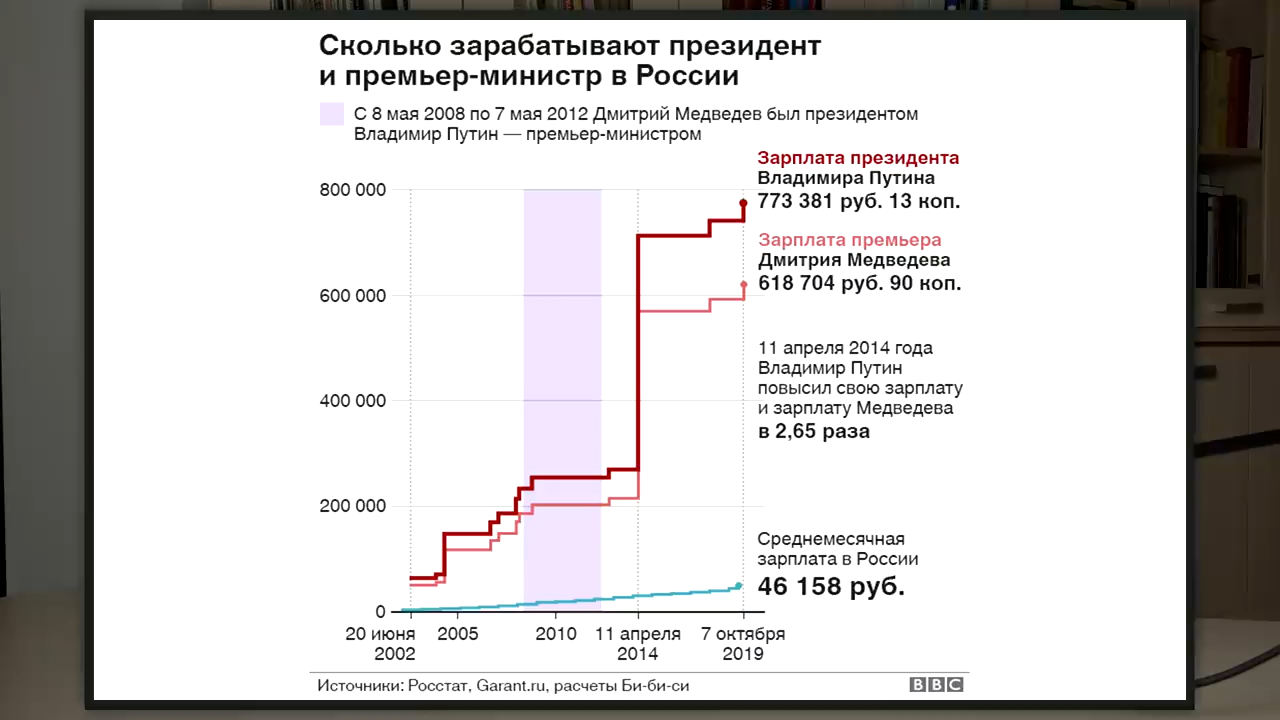 Сколько зарабатывают президент
и премьер-министр в России
С 8 мая 2008 по 7 мая 2012 Дмитрий Медведев был президентом
Владимир Путин — премьер-министром
Зарплата президента
Владимира Путина
773 381 руб. 13 коп.
Зарплата премьера
Дмитрия Медведева
618 704 руб. 90 коп.
11 апреля 2014 года
Владимир Путин
повысил свою зарплату
и зарплату Медведева
в 2,65 раза
Среднемесячная
зарплата в России
46 158 руб.
800 000
600 000
400 000
200 000
0
20 июня 2002
2005
2010
11 апреля 2014
7 октября 2019
Источники: Росстат, Garant.ru, расчеты Би-би-си
BBC